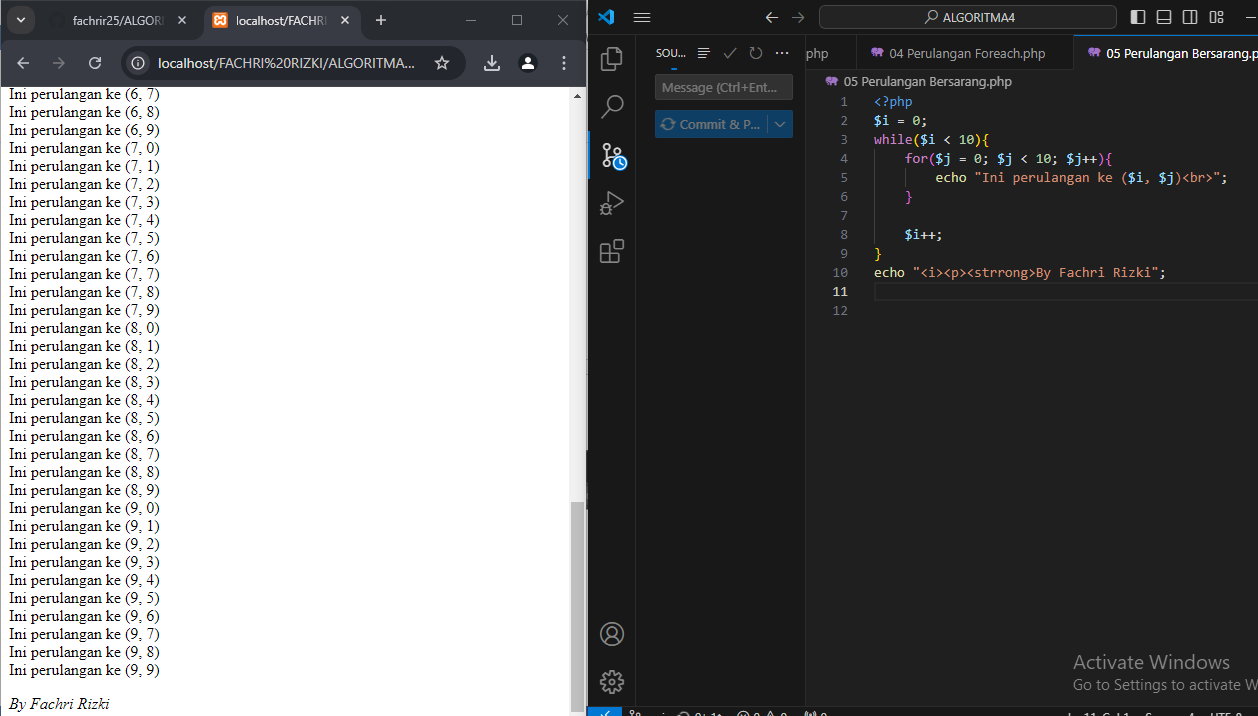 fachrir25/ALGORI
localhost/FACHRI
localhost/FACHRI%20RIZKI/ALGORITMA...
Ini perulangan ke (6, 7)
Ini perulangan ke (6, 8)
Ini perulangan ke (6, 9)
Ini perulangan ke (7, 0)
Ini perulangan ke (7, 1)
Ini perulangan ke (7, 2)
Ini perulangan ke (7, 3)
Ini perulangan ke (7, 4)
Ini perulangan ke (7, 5)
Ini perulangan ke (7, 6)
Ini perulangan ke (7, 7)
Ini perulangan ke (7, 8)
Ini perulangan ke (7, 9)
Ini perulangan ke (8, 0)
Ini perulangan ke (8, 1)
Ini perulangan ke (8, 2)
Ini perulangan ke (8, 3)
Ini perulangan ke (8, 4)
Ini perulangan ke (8, 5)
Ini perulangan ke (8, 6)
Ini perulangan ke (8, 7)
Ini perulangan ke (8, 8)
Ini perulangan ke (8, 9)
Ini perulangan ke (9, 0)
Ini perulangan ke (9, 1)
Ini perulangan ke (9, 2)
Ini perulangan ke (9, 3)
Ini perulangan ke (9, 4)
Ini perulangan ke (9, 5)
Ini perulangan ke (9, 6)
Ini perulangan ke (9, 7)
Ini perulangan ke (9, 8)
Ini perulangan ke (9, 9)
By Fachri Rizki
ALGORITMA4
SOU...
Message (Ctrl+Ent...
Commit & P...
php
04 Perulangan Foreach.php
05 Perulangan Bersarang.p
05 Perulangan Bersarang.php
1 <?php
2 $i = 0;
3 while($i < 10){
4 for($j = 0; $j < 10; $j++){
5 echo "Ini perulangan ke ($i, $j)<br>";
6 }
7
8 $i++;
9 }
10 echo "<i><p><strrong>By Fachri Rizki";
11
12
Activate Windows
Go to Settings to activate W